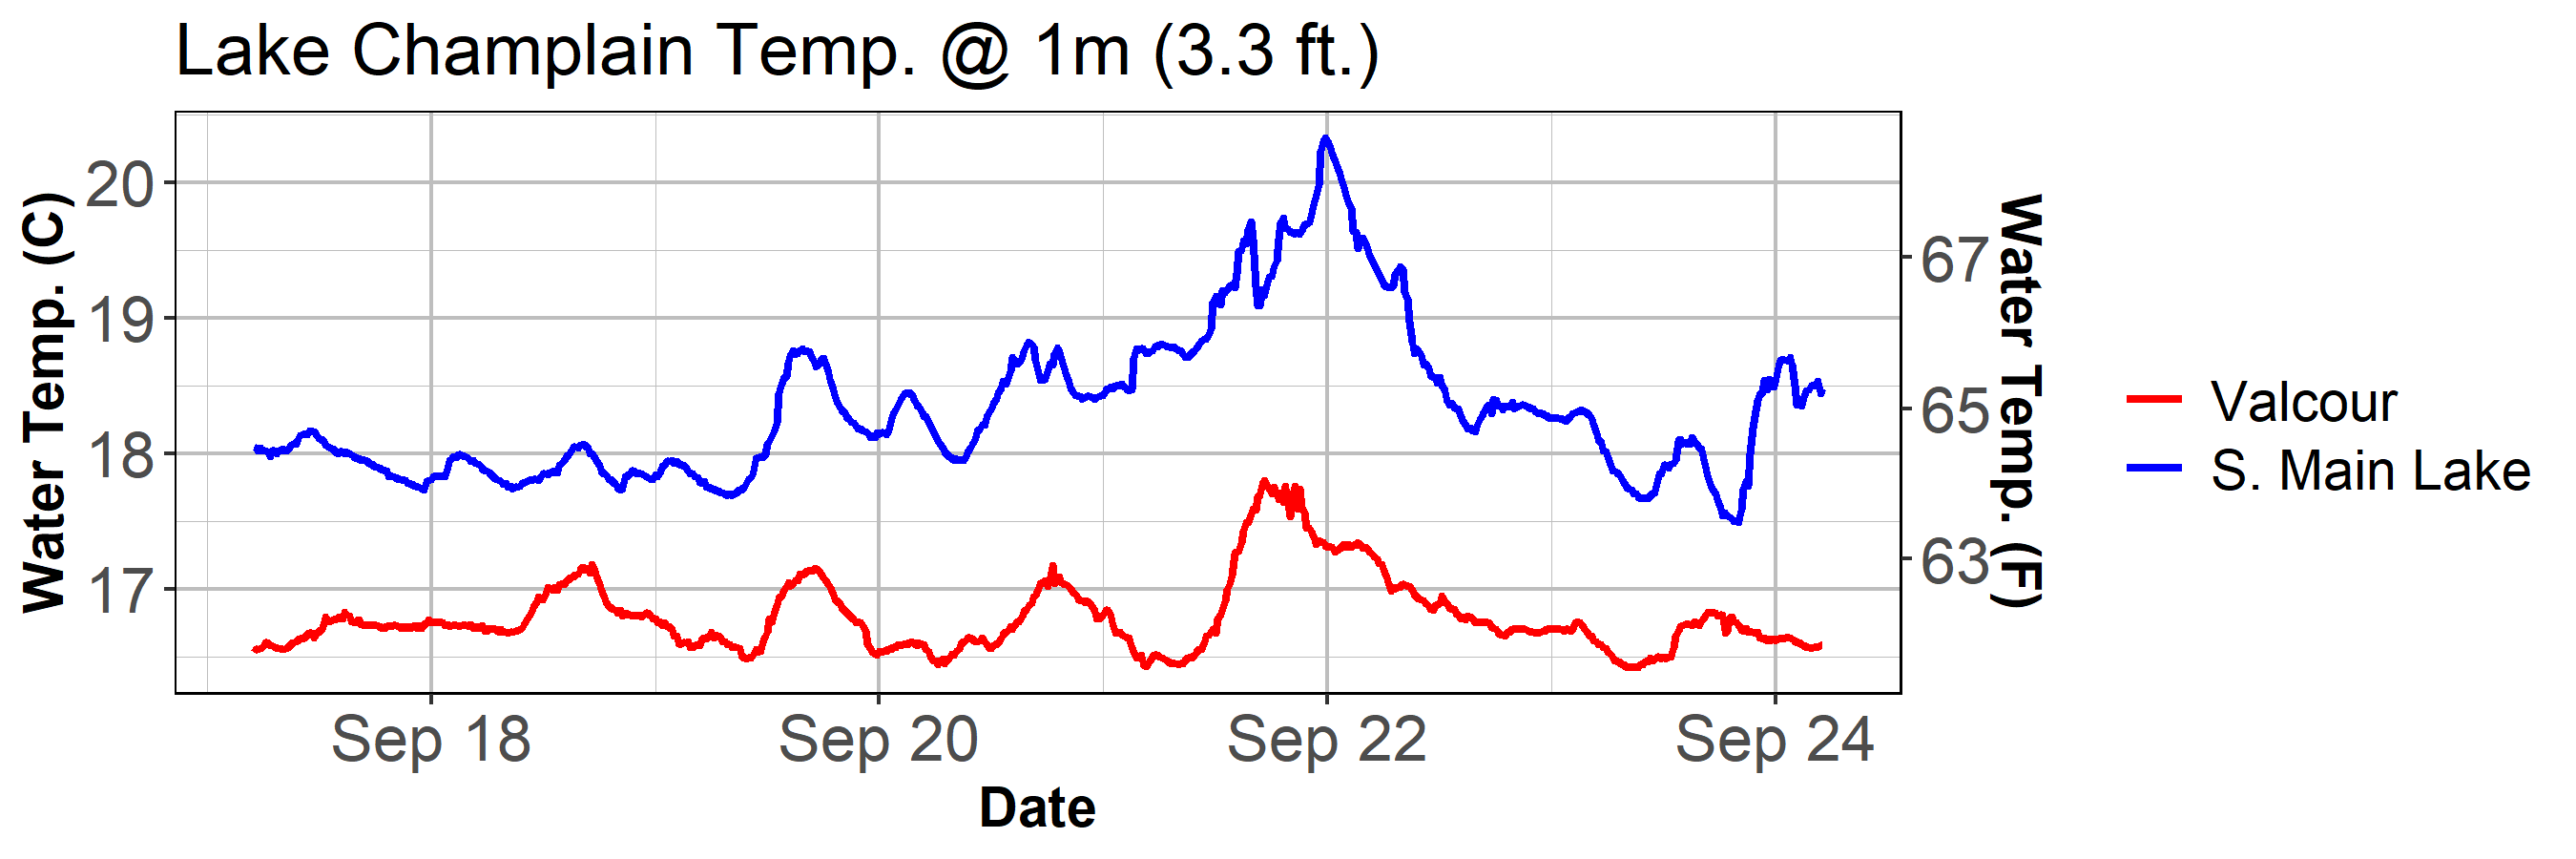 Lake Champlain Temp. @ 1m (3.3 ft.)
Water Temp. (C)
20
19
18
17
67
65
63
Water Temp. (F)
Valcour
S. Main Lake
Sep 18
Sep 20
Sep 22
Sep 24
Date